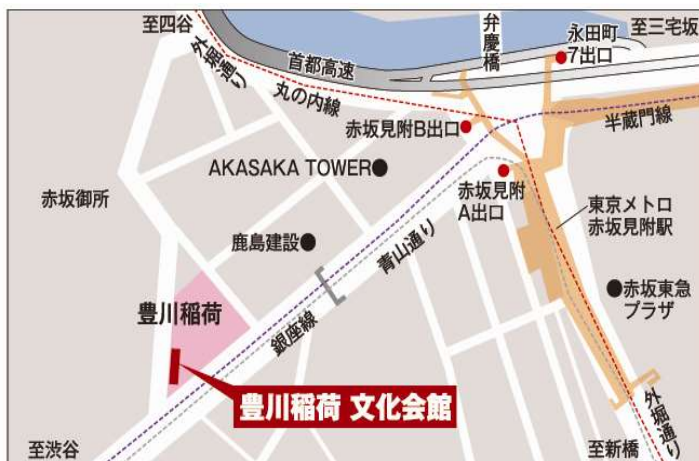 至四谷
外堀通り
首都高速
丸の内線
弁慶橋
永田町
7出口
至三宅坂
半蔵門線
赤坂見附B出口
AKASAKA TOWER
赤坂見附
A出口
赤坂御所
東京メトロ
赤坂見附駅
鹿島建設
青山通り
赤坂東急
プラザ
豊川稲荷
銀座線
豊川稲荷 文化会館
外堀通り
至渋谷
至新橋